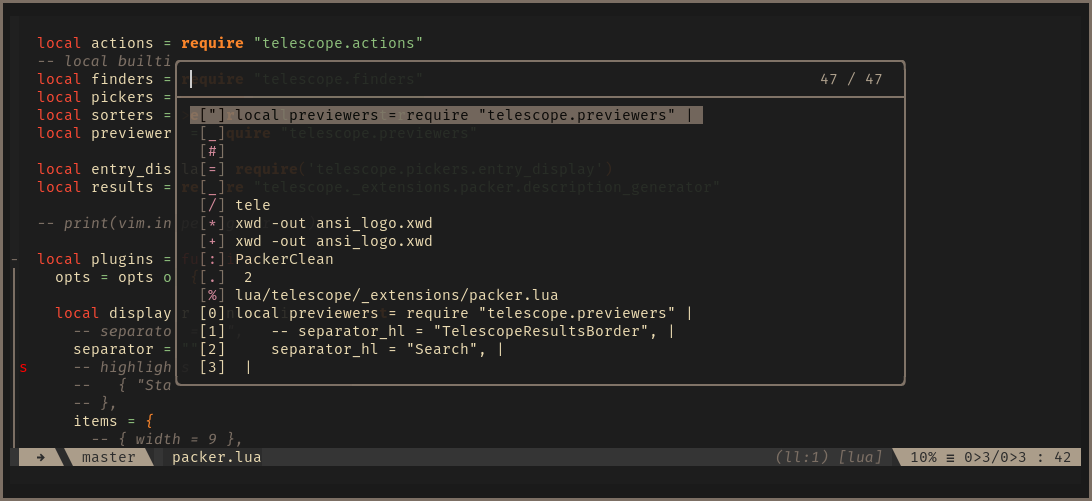 local actions = require "telescope.actions"
-- local builti
local finders = require "telescope.finders"
47 / 47
local pickers =
local sorters =
["] local previewers = require "telescope.previewers" |
local previewer = require "telescope.previewers"
[_]
[#]
local entry_dis la require('telescope.pickers.entry_display')
[=]
local results = re re "telescope._extensions.packer.description_generator"
[_]
[/] tele
-- print(vim.in
[*] xwd -out ansi_logo.xwd
[+] xwd -out ansi_logo.xwd
- local plugins =
[:] PackerClean
opts = opts o
[.] 2
[%] lua/telescope/_extensions/packer.lua
local display
[0] local previewers = require "telescope.previewers" |
-- separato
[1] -- separator_hl = "TelescopeResultsBorder", |
separator = "
[2] separator_hl = "Search", |
s -- highligh
[3] |
-- { "Sta
-- },
items = {
-- { width = 9 },
➜ master packer.lua (ll:1) [lua] 10% ≡ 0>3/0>3 : 42